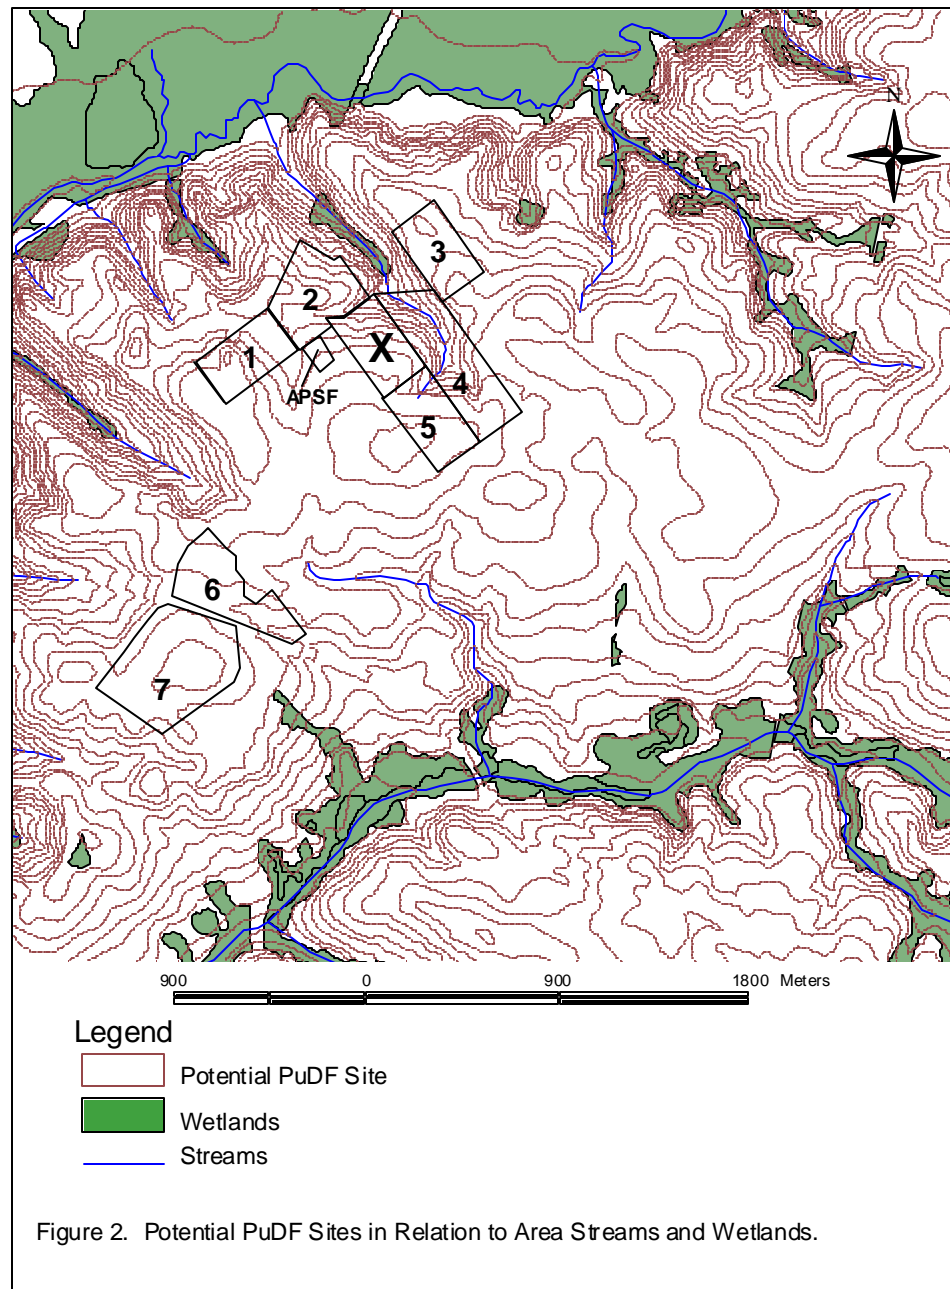 N
3
2
X
1
4
APSF
5
6
7
900 0 900 1800 Meters
Legend
Potential PuDF Site
Wetlands
Streams
Figure 2. Potential PuDF Sites in Relation to Area Streams and Wetlands.